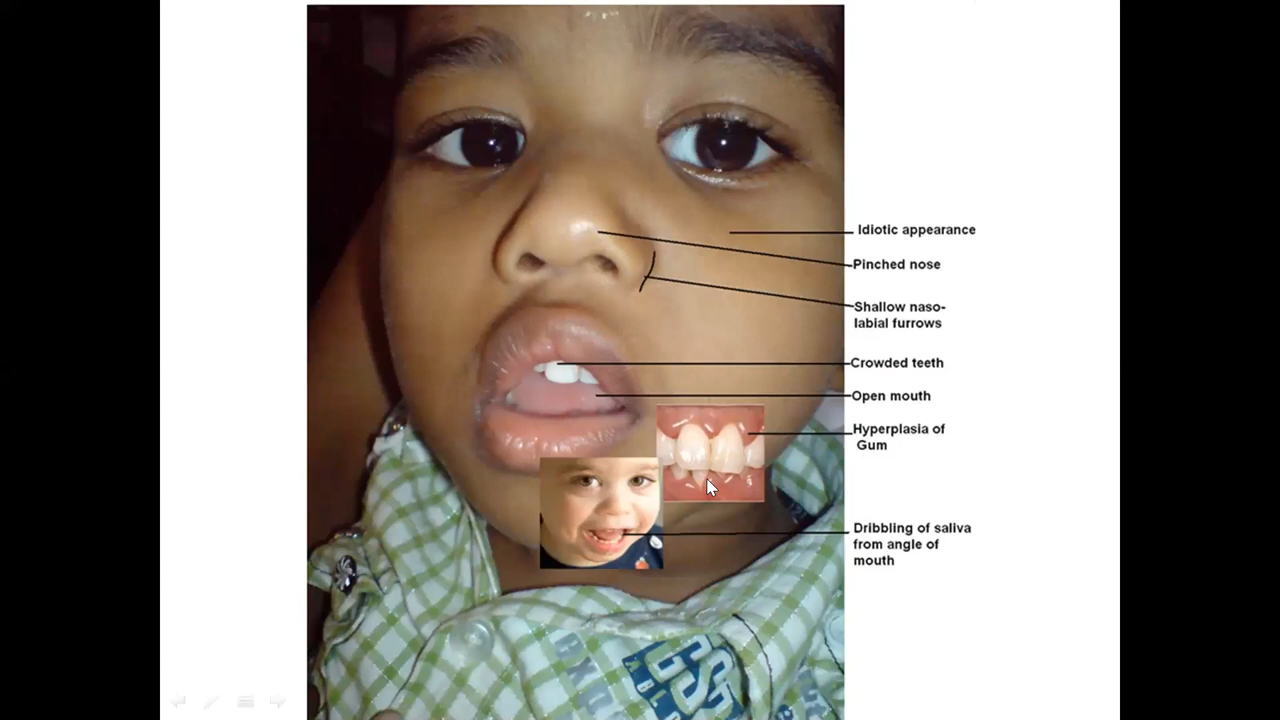 Idiotic appearance
Pinched nose
Shallow naso-
labial furrows
Crowded teeth
Open mouth
Hyperplasia of
Gum
Dribbling of saliva
from angle of
mouth